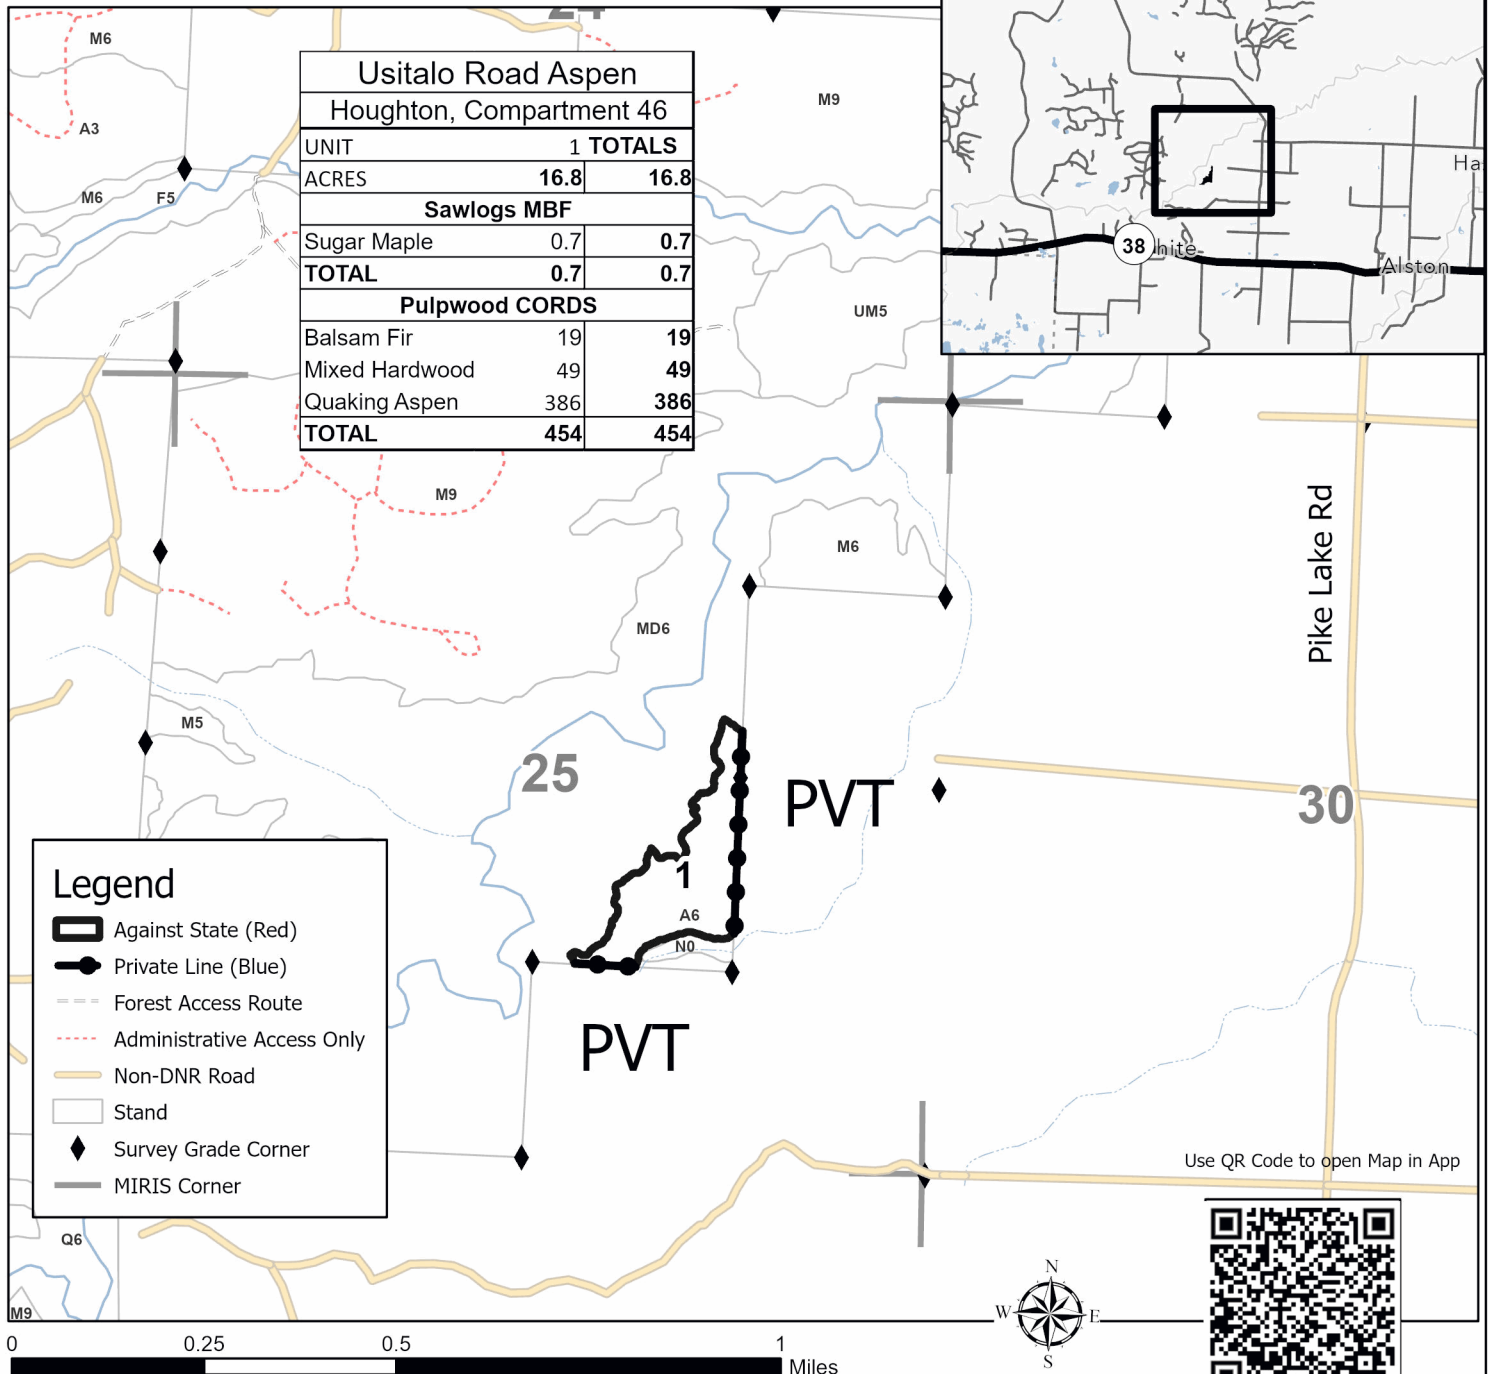 24
M6
A3
M6
F5
M9
UM5
Usitalo Road Aspen
Houghton, Compartment 46
UNIT 1 TOTALS
ACRES 16.8 16.8
Sawlogs MBF
Sugar Maple 0.7 0.7
TOTAL 0.7 0.7
Pulpwood CORDS
Balsam Fir 19 19
Mixed Hardwood 49 49
Quaking Aspen 386 386
TOTAL 454 454
Ha
38
hite
Alston
M9
M6
MD6
Pike Lake Rd
M5
25
PVT
30
1
A6
N0
PVT
Legend
Against State (Red)
Private Line (Blue)
Forest Access Route
Administrative Access Only
Non-DNR Road
Stand
Survey Grade Corner
MIRIS Corner
Use QR Code to open Map in App
Q6
M9
N
W E
S
0 0.25 0.5 1
Miles